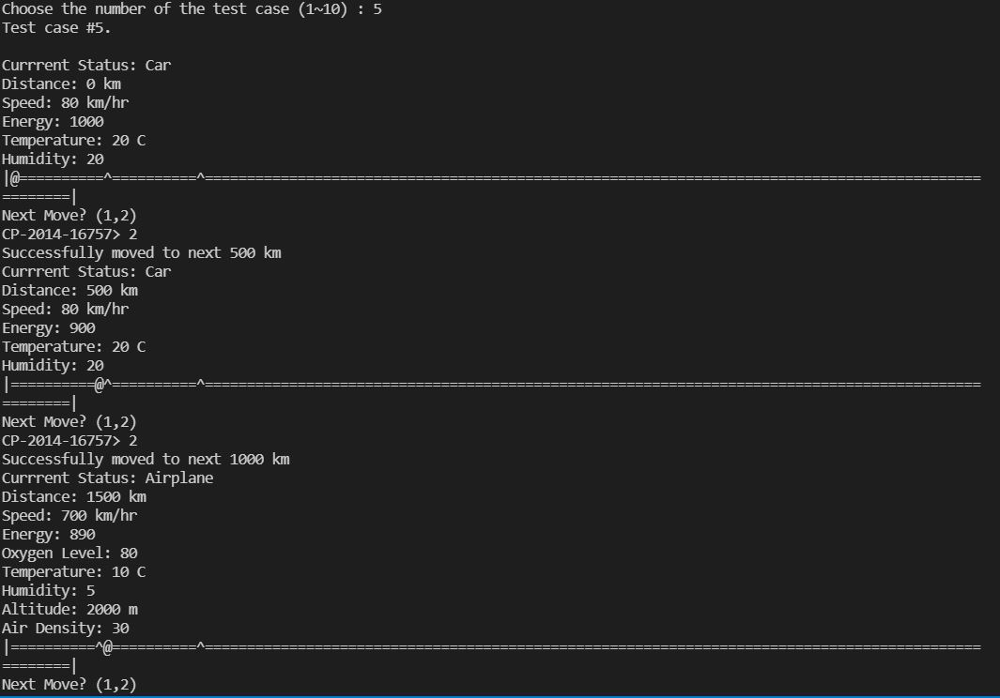 Choose the number of the test case (1~10) : 5
Test case #5.
Currrent Status: Car
Distance: 0 km
Speed: 80 km/hr
Energy: 1000
Temperature: 20 C
Humidity: 20
|@==========^==========^============================================================================================
========|
Next Move? (1,2)
CP-2014-16757> 2
Successfully moved to next 500 km
Currrent Status: Car
Distance: 500 km
Speed: 80 km/hr
Energy: 900
Temperature: 20 C
Humidity: 20
|==========@^==========^============================================================================================
========|
Next Move? (1,2)
CP-2014-16757> 2
Successfully moved to next 1000 km
Currrent Status: Airplane
Distance: 1500 km
Speed: 700 km/hr
Energy: 890
Oxygen Level: 80
Temperature: 10 C
Humidity: 5
Altitude: 2000 m
Air Density: 30
|==========^@==========^============================================================================================
========|
Next Move? (1,2)